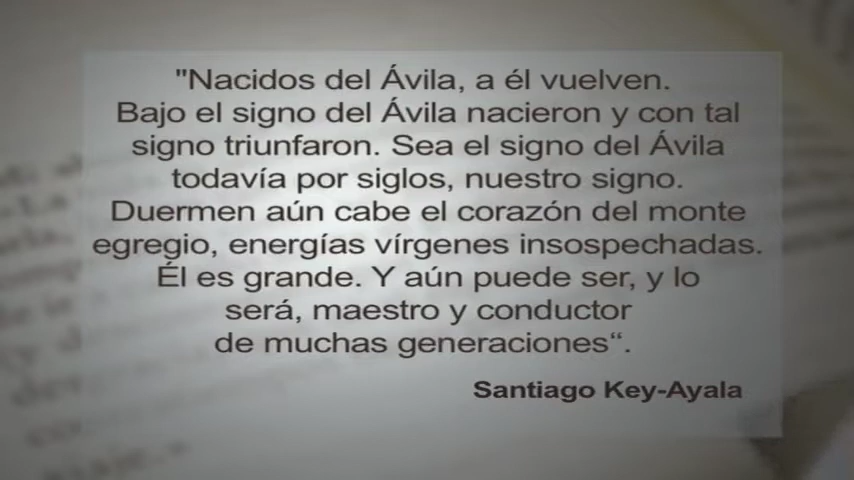 "Nacidos del Ávila, a él vuelven.
Bajo el signo del Ávila nacieron y con tal
signo triunfaron. Sea el signo del Ávila
todavía por siglos, nuestro signo.
Duermen aún cabe el corazón del monte
egregio, energías vírgenes insospechadas.
Él es grande. Y aún puede ser, y lo
será, maestro y conductor
de muchas generaciones“.
Santiago Key-Ayala